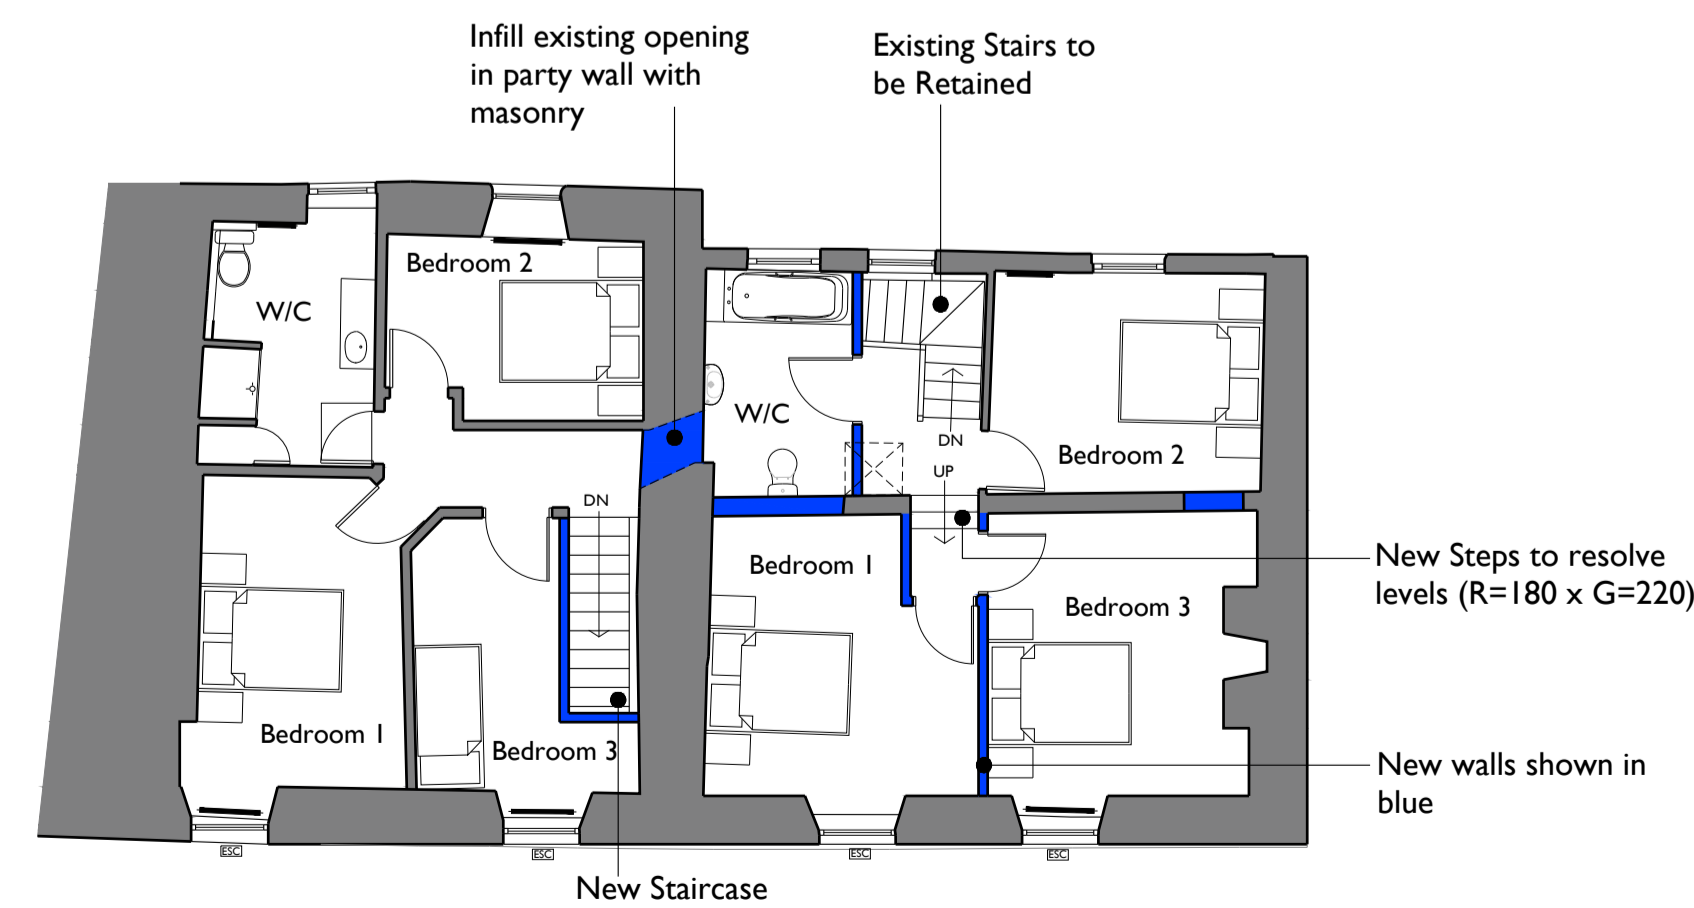 Infill existing opening
in party wall with
masonry
Existing Stairs to
be Retained
Bedroom 2
W/C
W/C
DN
UP
Bedroom 2
DN
Bedroom 1
Bedroom 3
New Steps to resolve
levels (R=180 x G=220)
Bedroom 1
Bedroom 3
New walls shown in
blue
ESC
ESC
ESC
ESC
New Staircase